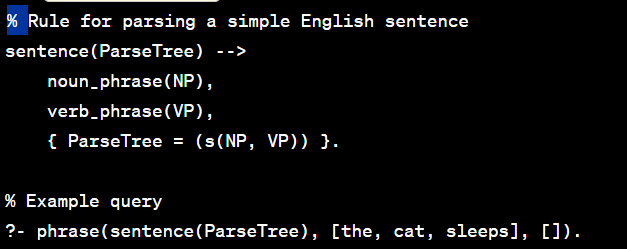 % Rule for parsing a simple English sentence
sentence(ParseTree) -->
    noun_phrase(NP),
    verb_phrase(VP),
    { ParseTree = (s(NP, VP)) }.

% Example query
?- phrase(sentence(ParseTree), [the, cat, sleeps], []).